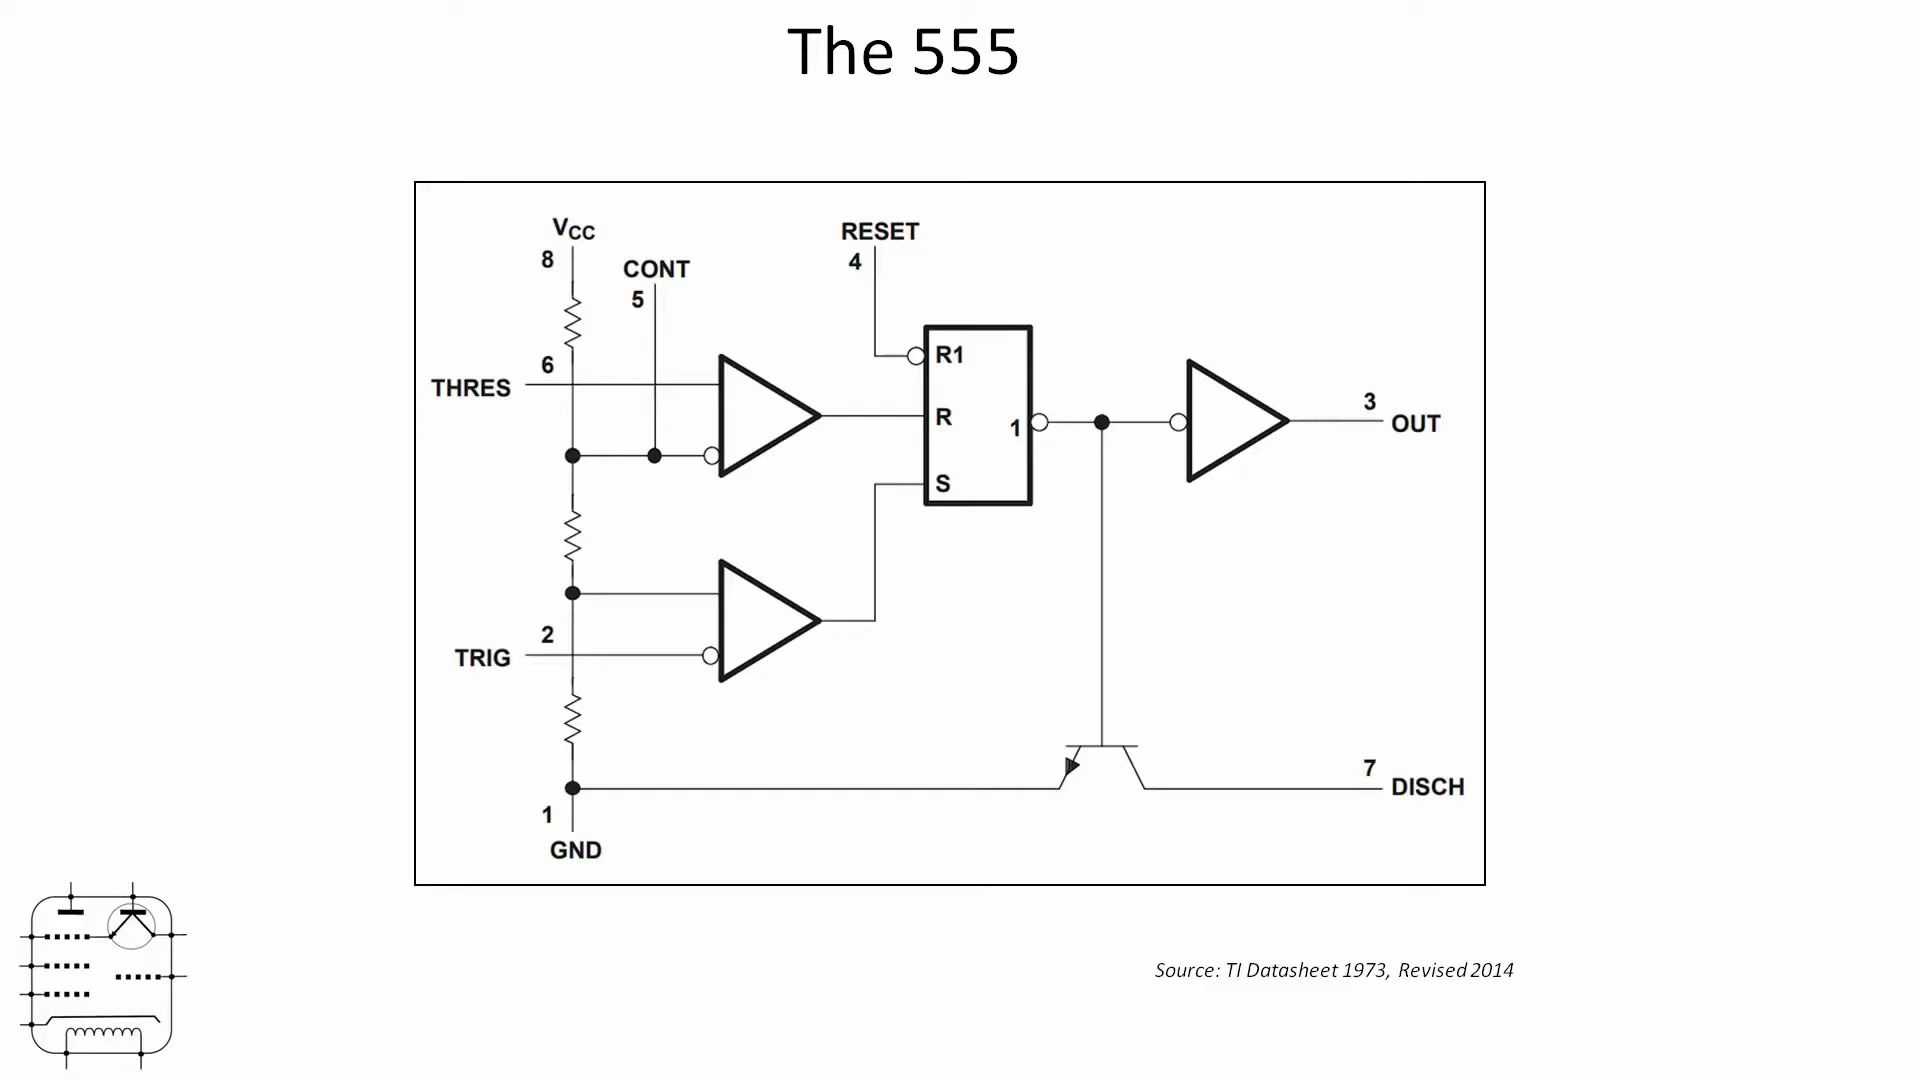 The 555
VCC
8
CONT
5
RESET
4
THRES
6
R1
R
1
S
3
OUT
TRIG
2
7
DISCH
1
GND
Source: TI Datasheet 1973, Revised 2014